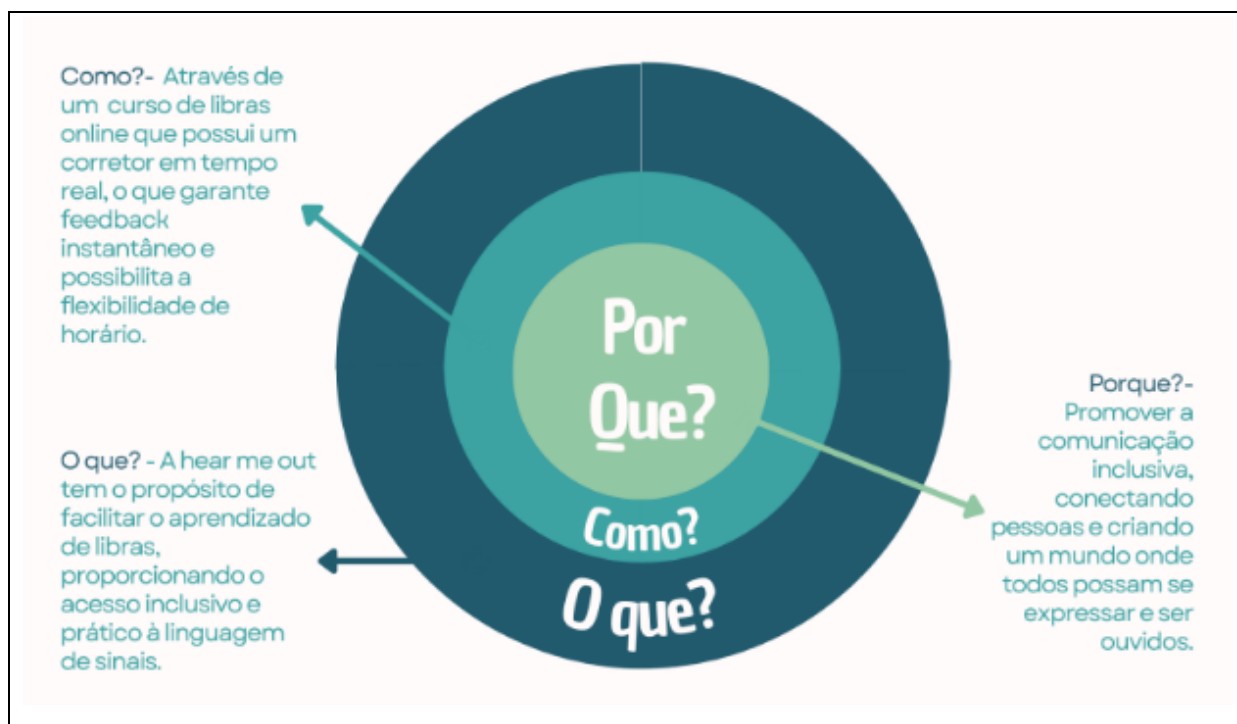 Como?- Através de
um curso de libras
online que possui um
corretor em tempo
real, o que garante
feedback
instantâneo e
possibilita a
flexibilidade de
horário.
O que? - A hear me out
tem o propósito de
facilitar o aprendizado
de libras,
proporcionando o
acesso inclusivo e
prático à linguagem
de sinais.
Por
Que?
Como?
O que?
Porque?-
Promover a
comunicação
inclusiva,
conectando
pessoas e criando
um mundo onde
todos possam se
expressar e ser
ouvidos.